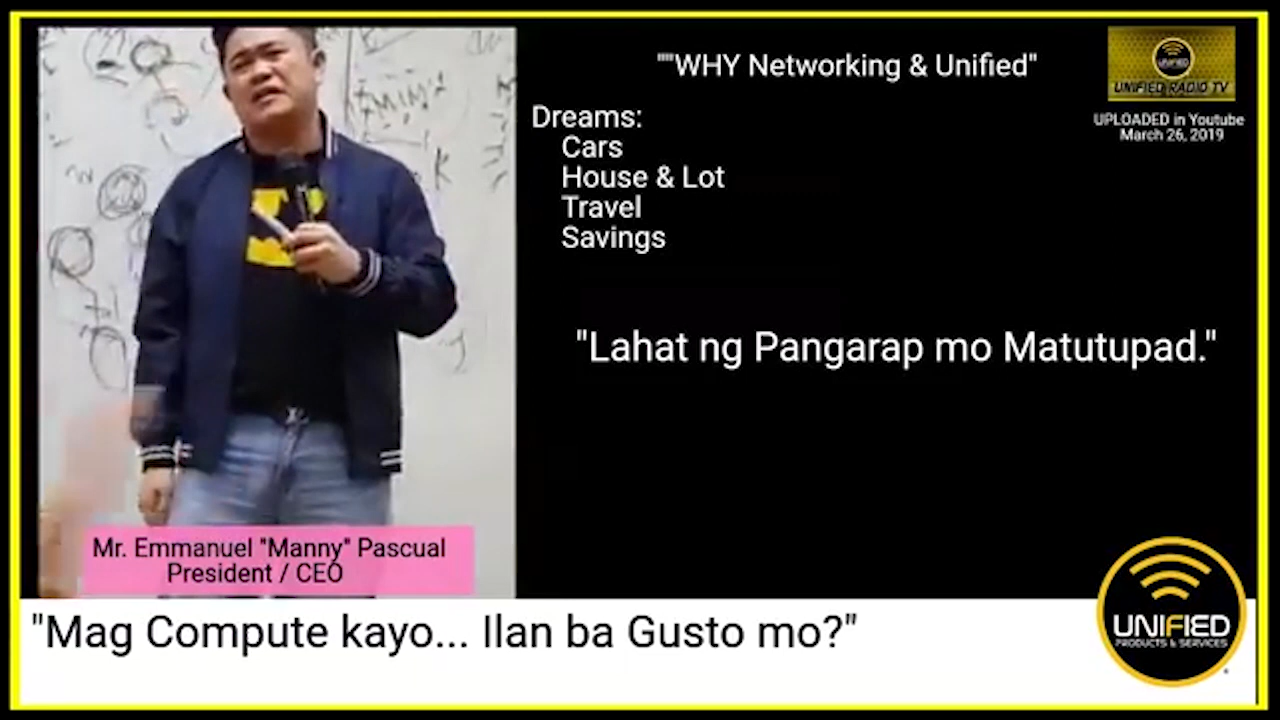 ""WHY Networking & Unified"
UNIFIED
UNIFIED RADIO TV
UPLOADED in Youtube
March 26, 2019
Dreams:
Cars
House & Lot
Travel
Savings
"Lahat ng Pangarap mo Matutupad."
Mr. Emmanuel "Manny" Pascual
President / CEO
"Mag Compute kayo... Ilan ba Gusto mo?"
UNIFIED
PRODUCTS & SERVICES